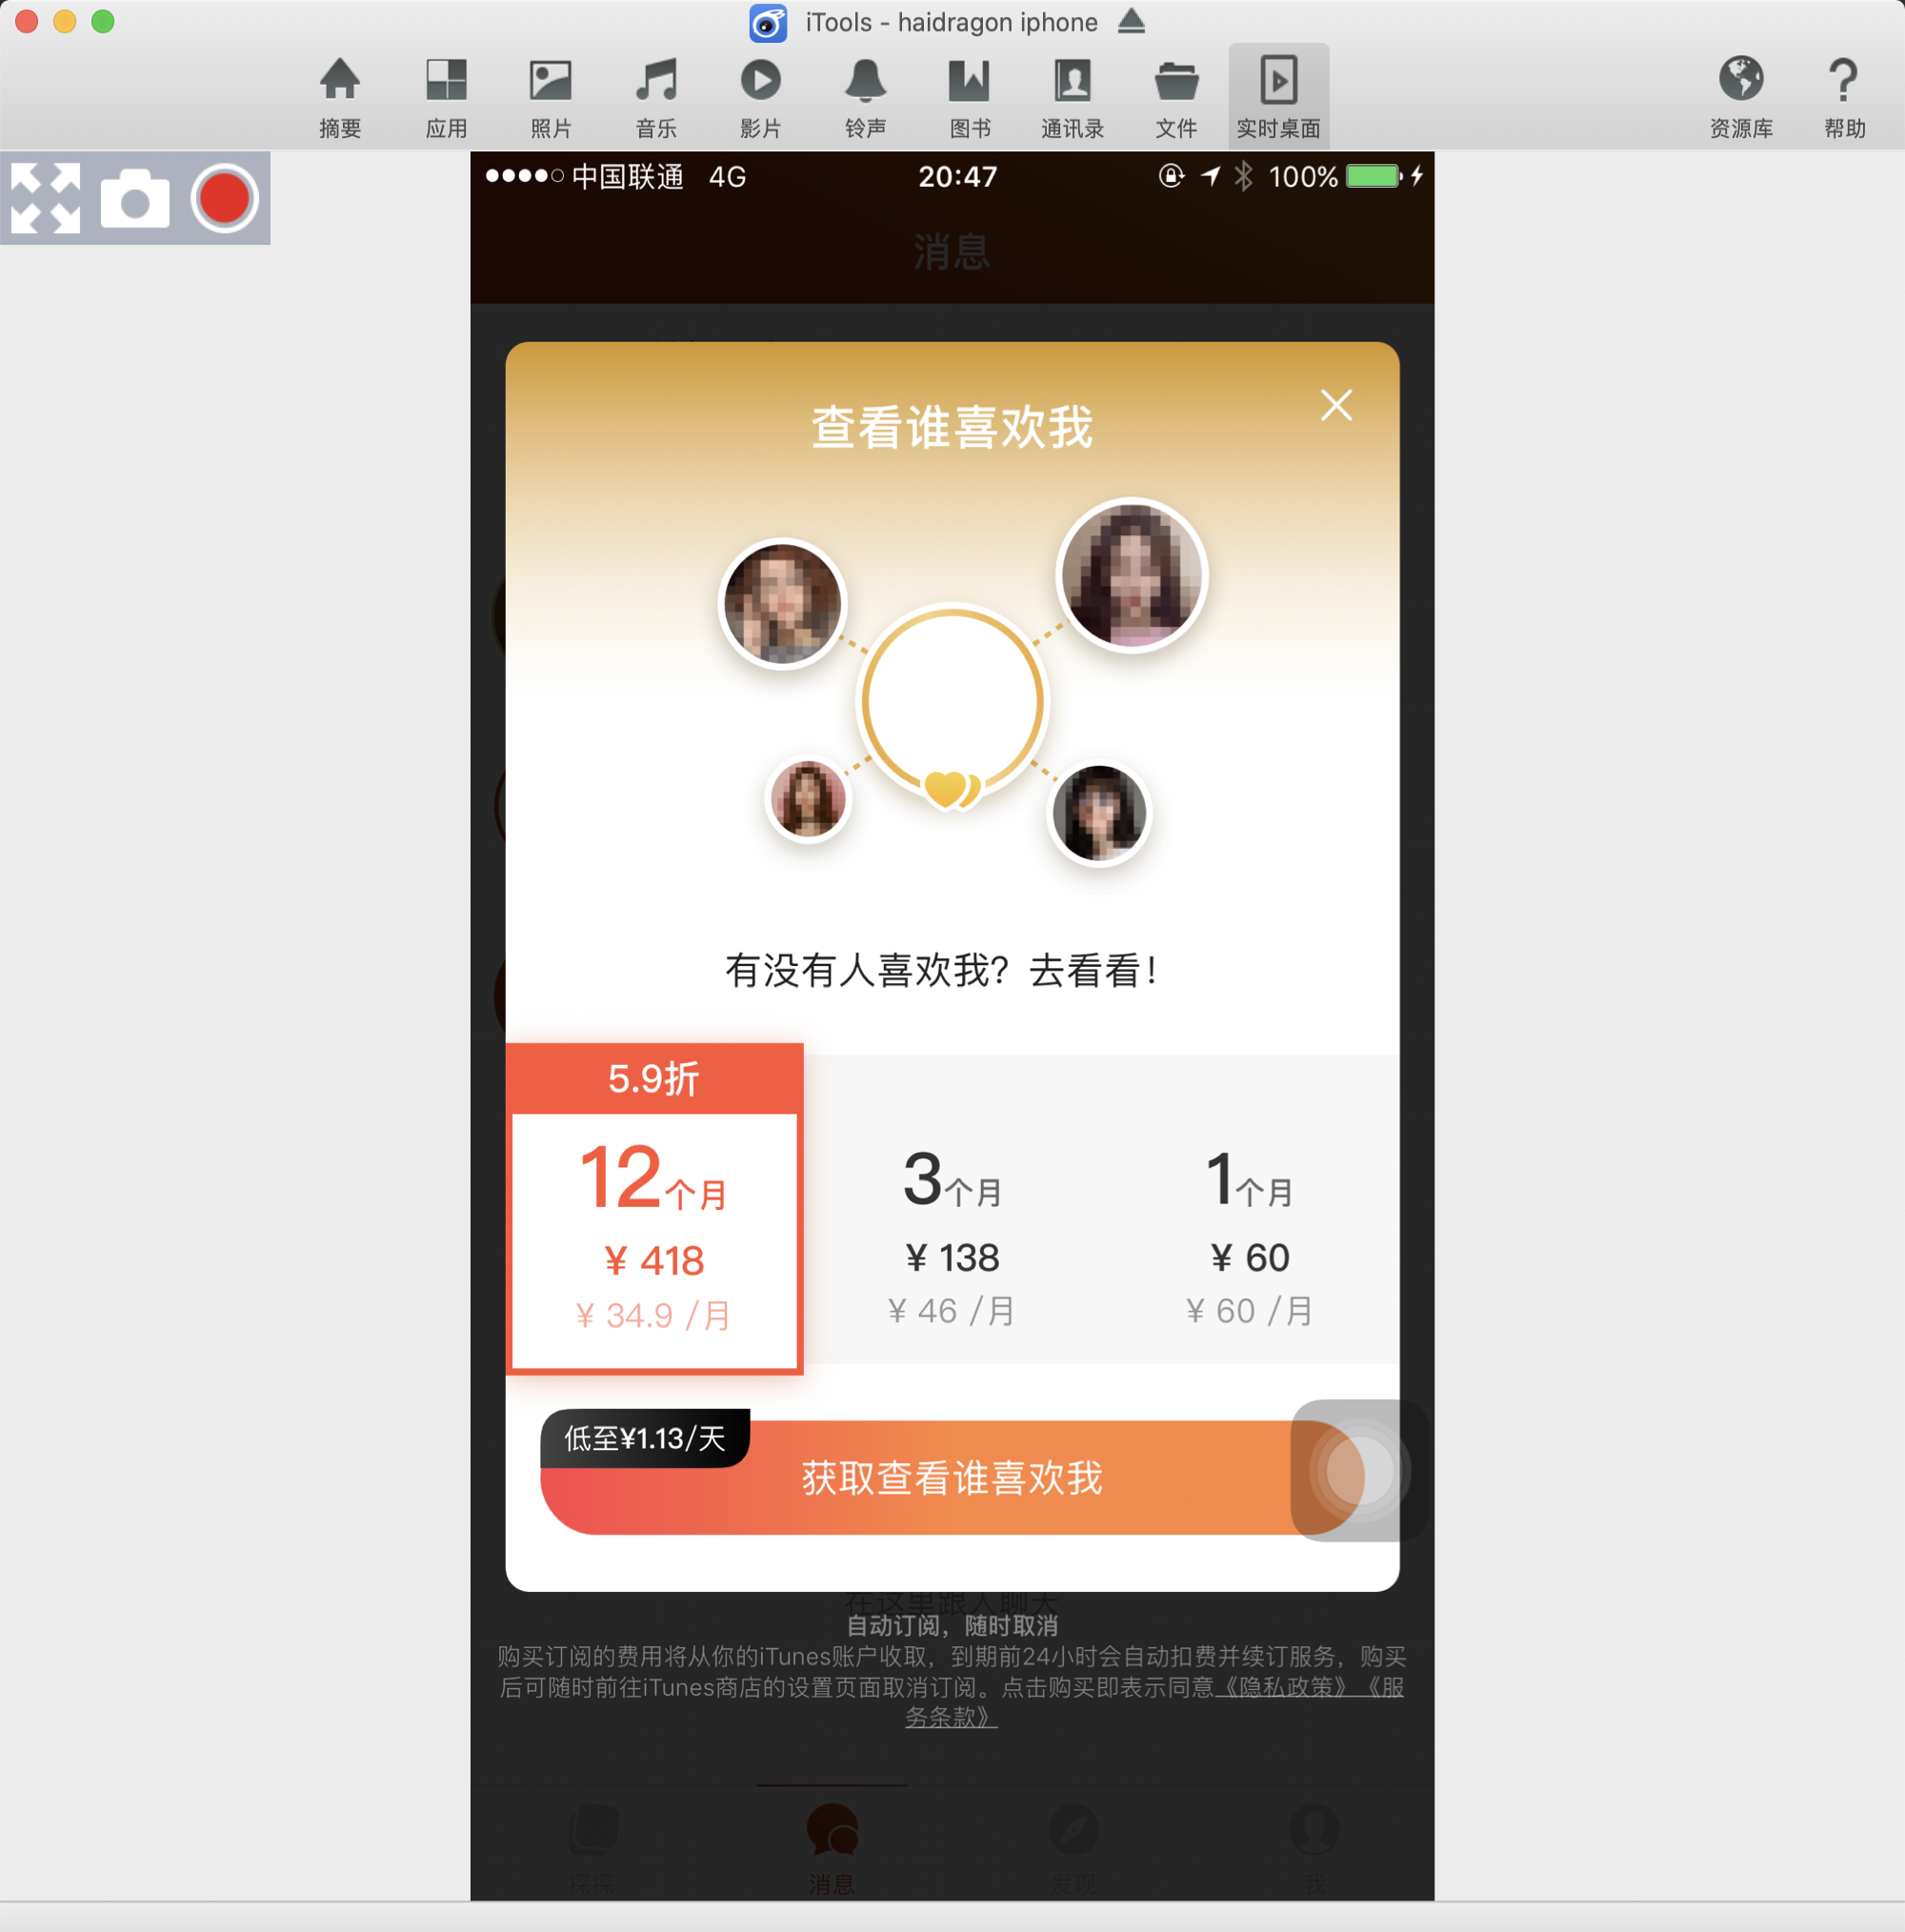 iTools - haidragon iphone
摘要 应用 照片 音乐 影片 铃声 图书 通讯录 文件 实时桌面 资源库 帮助
中国联通 4G 20:47 100%
消息
查看谁喜欢我
有没有人喜欢我？去看看！
5.9折
12个月 3个月 1个月
¥ 418 ¥ 138 ¥ 60
¥ 34.9 /月 ¥ 46 /月 ¥ 60 /月
低至¥1.13/天
获取查看谁喜欢我
在这里跟人聊天
自动订阅，随时取消
购买订阅的费用将从你的iTunes账户收取，到期前24小时会自动扣费并续订服务，购买
后可随时前往iTunes商店的设置页面取消订阅。点击购买即表示同意《隐私政策》《服
务条款》
探探 消息 发现 我